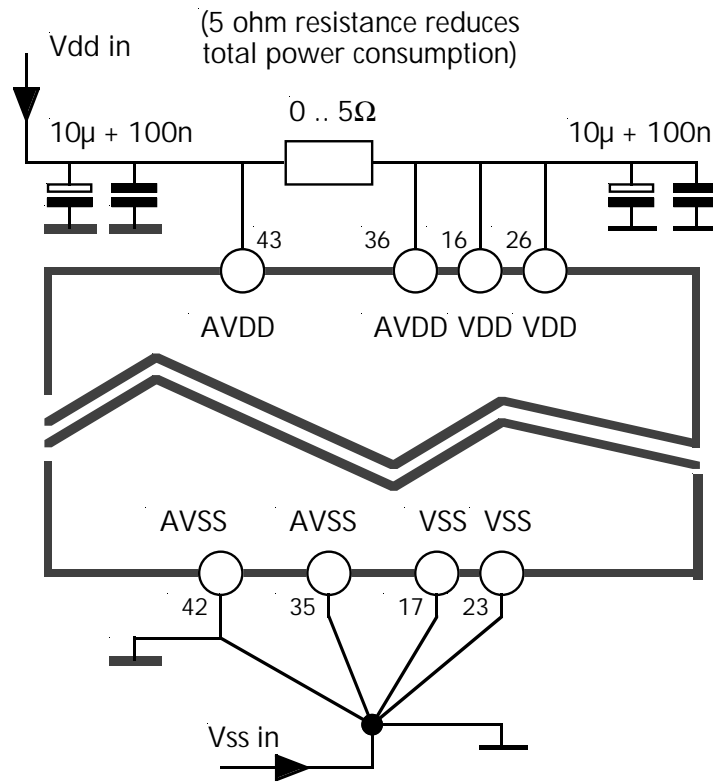 (5 ohm resistance reduces
total power consumption)
Vdd in
0 .. 5Ω
10µ + 100n
10µ + 100n
43
36
16
26
AVDD
AVDD
VDD
VDD
AVSS
AVSS
VSS
VSS
42
35
17
23
Vss in